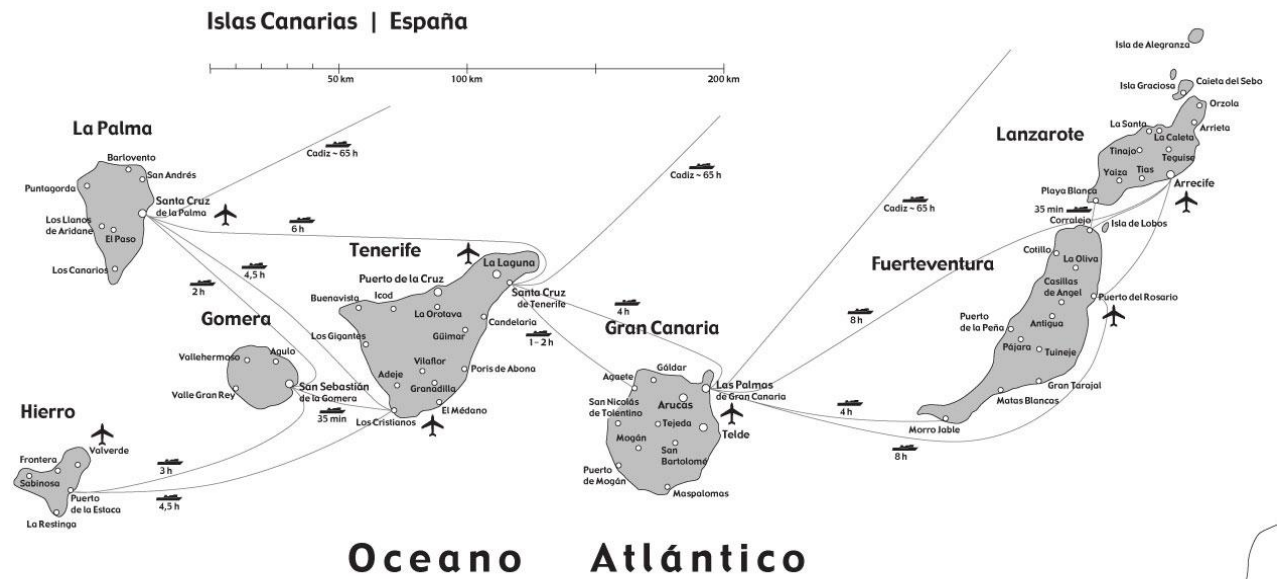 Islas Canarias | España
50 km
100 km
200 km
La Palma
Barlovento
San Andrés
Puntagorda
Santa Cruz
de la Palma
Los Llanos
de Aridane
El Paso
Los Canarios
Cadiz ~ 65 h
6 h
4,5 h
2 h
Gomera
Vallehermoso
Agulo
Valle Gran Rey
San Sebastián
de la Gomera
35 min
Hierro
Valverde
Frontera
Sabinosa
Puerto
de la Estaca
La Restinga
3 h
4,5 h
Tenerife
La Laguna
Puerto de la Cruz
Santa Cruz
de Tenerife
Buenavista
Icod
La Orotava
Candelaria
Los Gigantes
Güimar
Vilaflor
Poris de Abona
Adeje
Granadilla
El Médano
Los Cristianos
Cadiz ~ 65 h
4 h
1 – 2 h
Gran Canaria
Gáldar
Agaete
Las Palmas
de Gran Canaria
San Nicolás
de Tolentino
Arucas
Tejeda
Telde
Mogán
San
Bartolomé
Puerto
de Mogán
Maspalomas
Cadiz ~ 65 h
8 h
4 h
8 h
Fuerteventura
Corralejo
Isla de Lobos
Cotillo
La Oliva
Casillas
de Angel
Puerto del Rosario
Puerto
de la Peña
Antigua
Pájara
Tuineje
Gran Tarajal
Matas Blancas
Morro Jable
35 min
Lanzarote
Isla de Alegranza
Isla Graciosa
Caieta del Sebo
Orzola
La Santa
La Caleta
Arrieta
Tinajo
Teguise
Yaiza
Tias
Arrecife
Playa Blanca
Oceano Atlántico